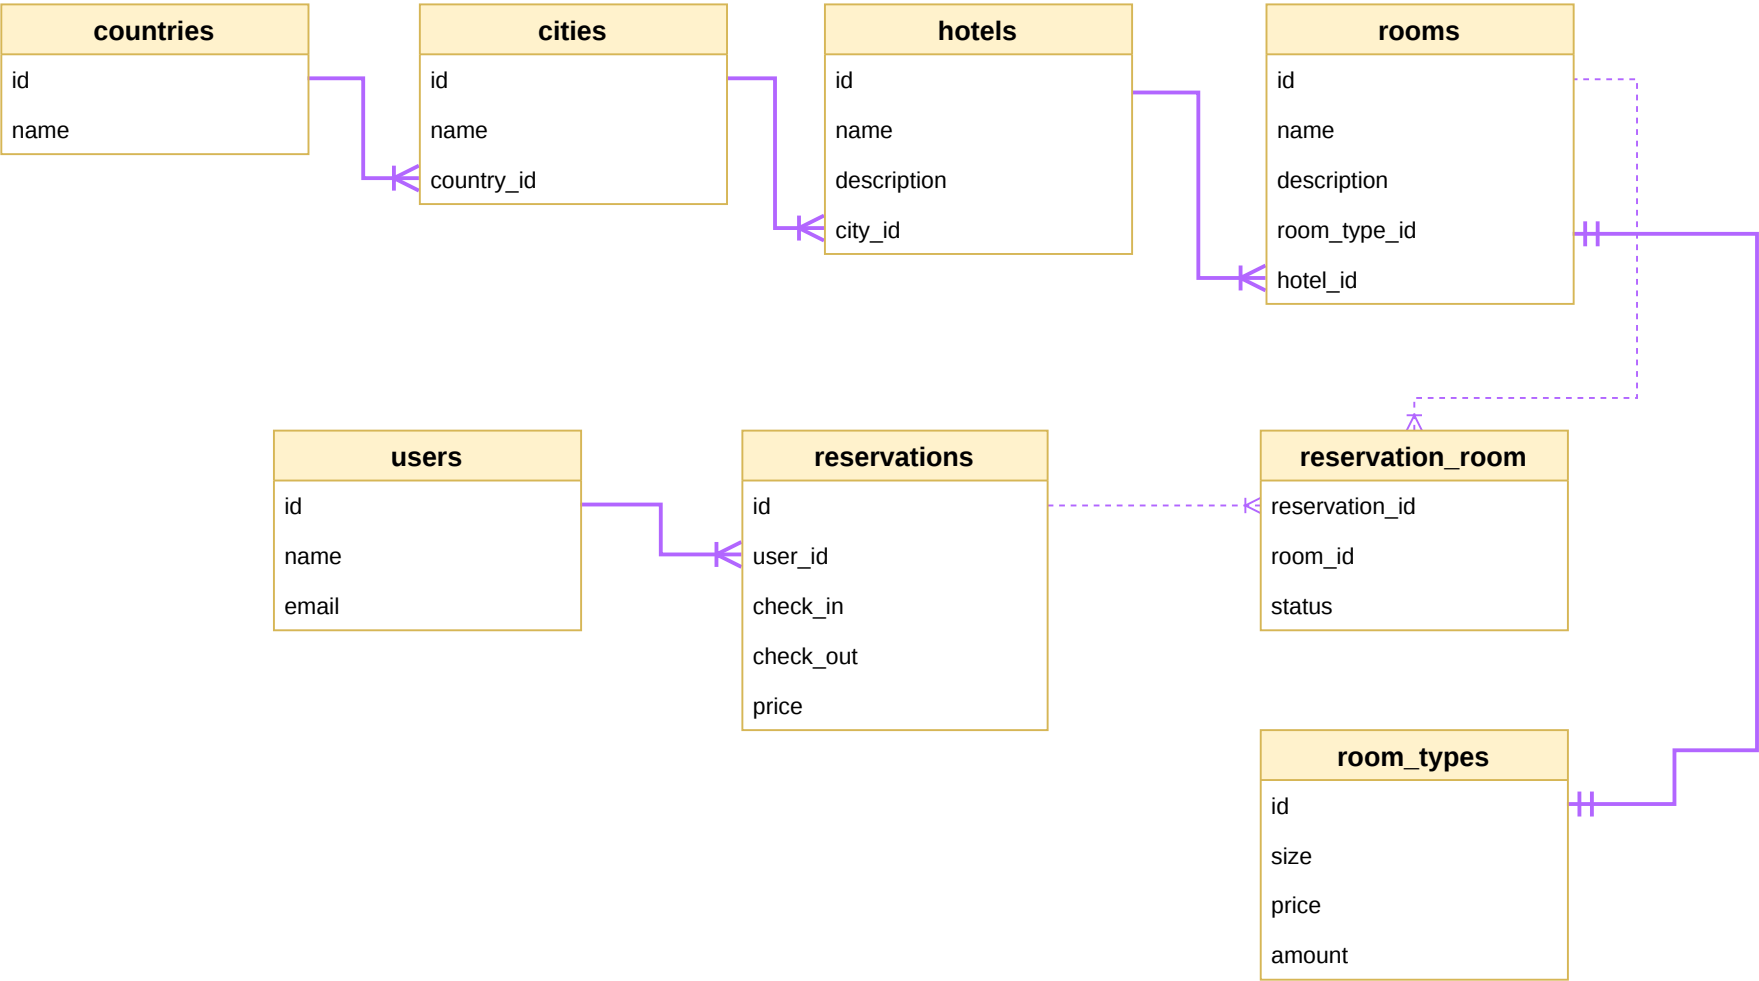 countries
id
name
cities
id
name
country_id
hotels
id
name
description
city_id
rooms
id
name
description
room_type_id
hotel_id
users
id
name
email
reservations
id
user_id
check_in
check_out
price
reservation_room
reservation_id
room_id
status
room_types
id
size
price
amount